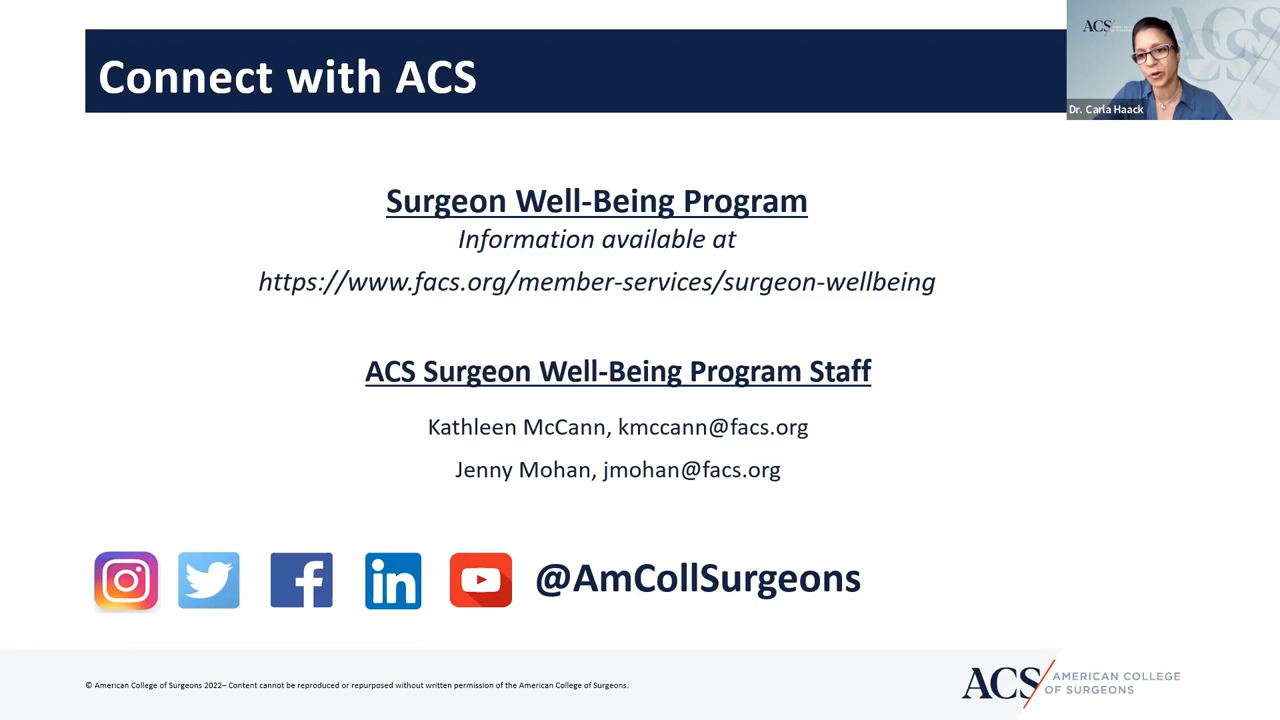 Connect with ACS
ACS
Dr. Carla Haack
Surgeon Well-Being Program
Information available at
https://www.facs.org/member-services/surgeon-wellbeing
ACS Surgeon Well-Being Program Staff
Kathleen McCann, kmccann@facs.org
Jenny Mohan, jmohan@facs.org
in
@AmCollSurgeons
© American College of Surgeons 2022– Content cannot be reproduced or repurposed without written permission of the American College of Surgeons.
ACS
AMERICAN COLLEGE
OF SURGEONS